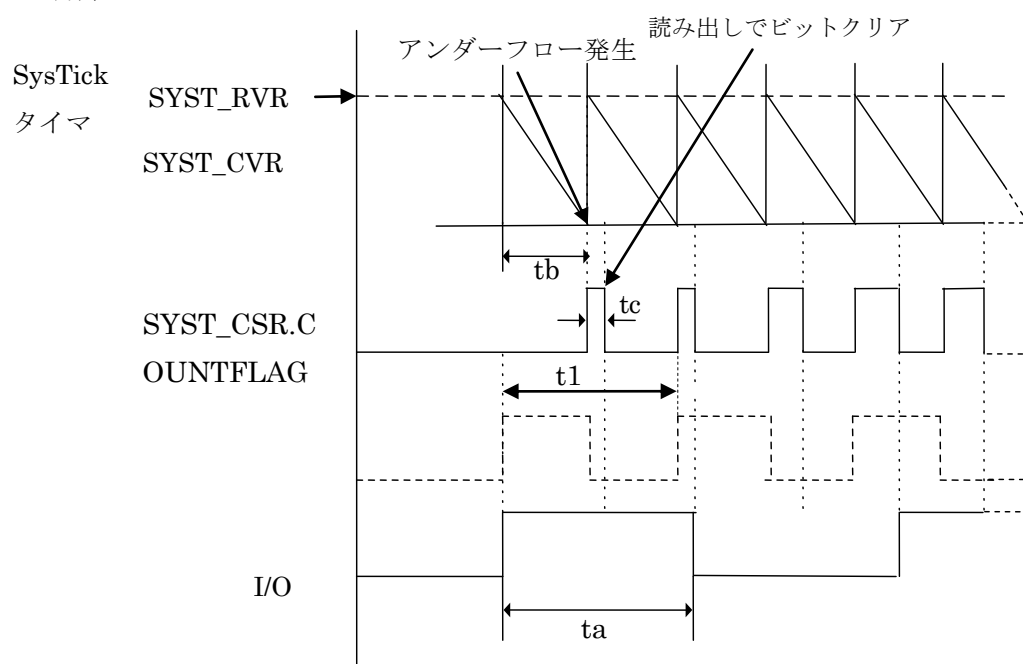 読み出しでビットクリア
アンダーフロー発生
SysTick
タイマ
SYST_RVR
SYST_CVR
tb
tc
SYST_CSR.C
OUNTFLAG
t1
I/O
ta